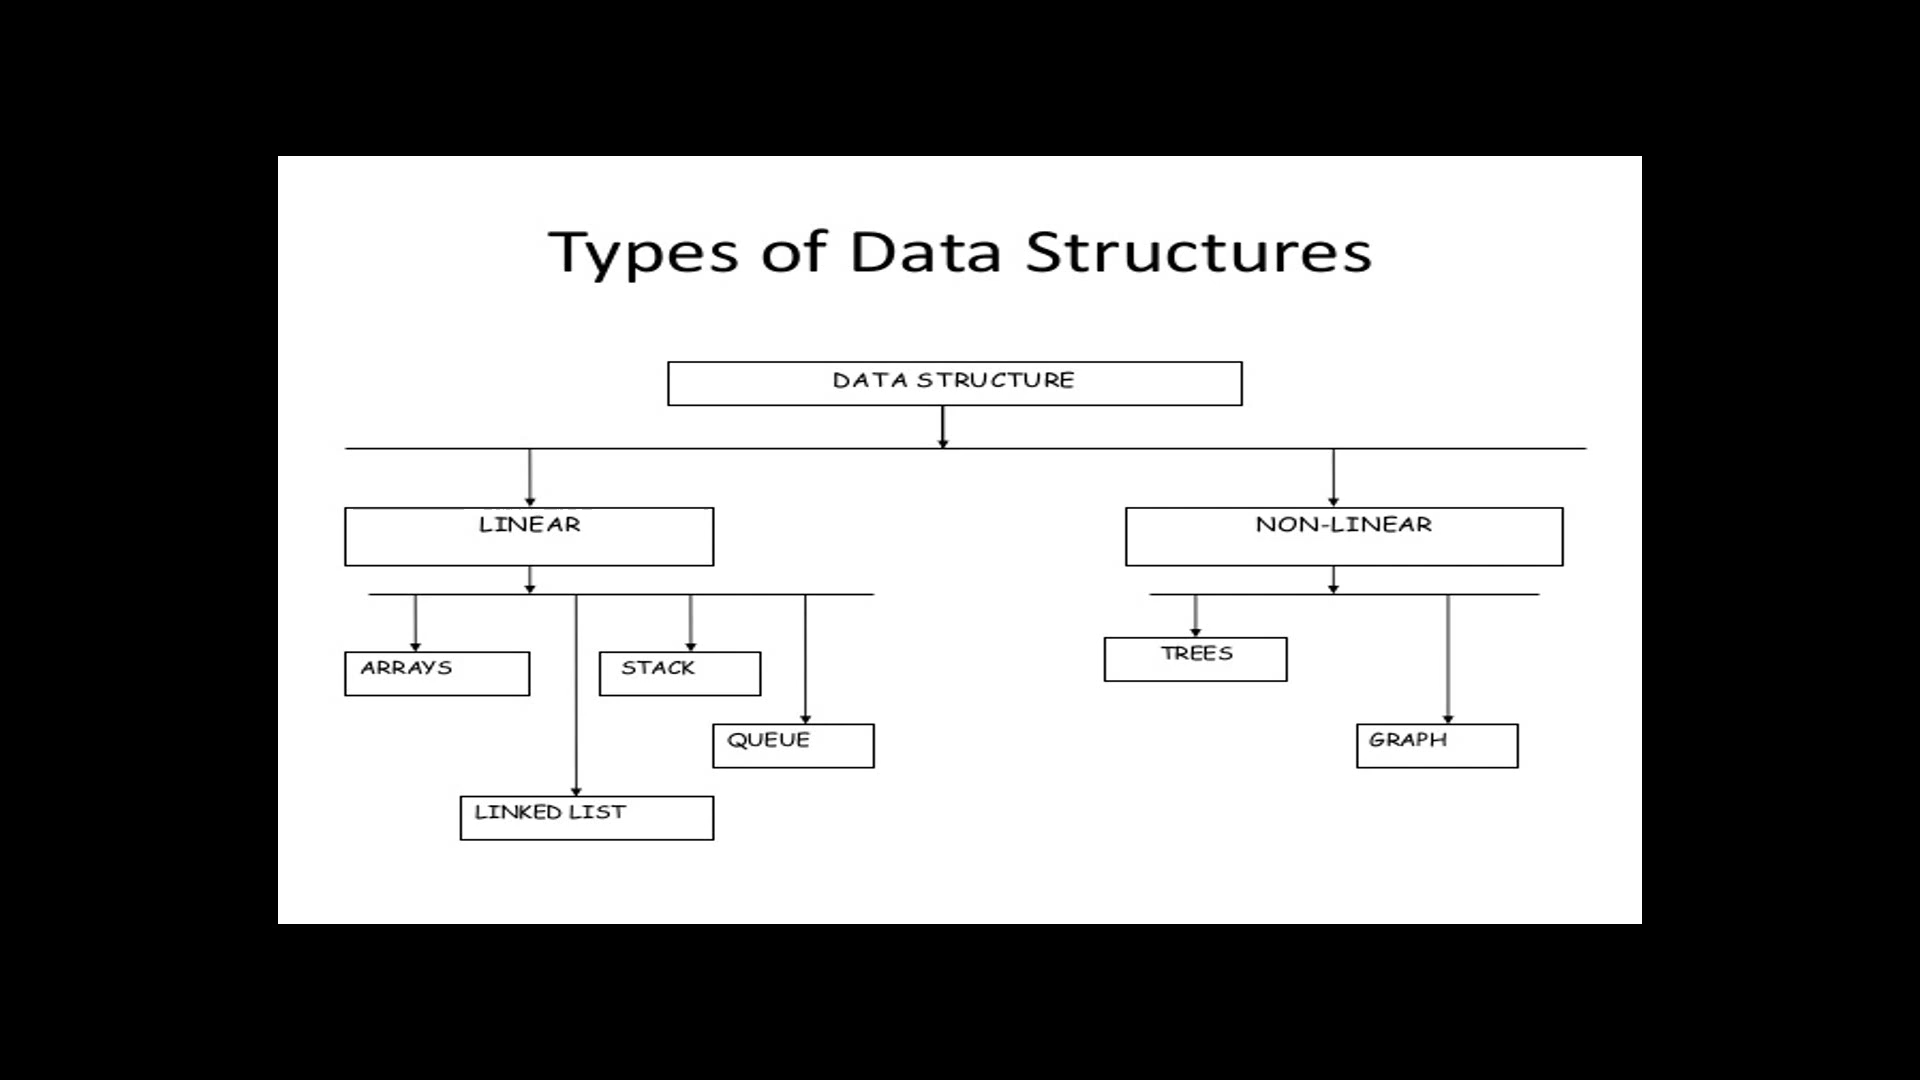 Types of Data Structures
DATA STRUCTURE
LINEAR
NON-LINEAR
ARRAYS
STACK
TREES
QUEUE
GRAPH
LINKED LIST